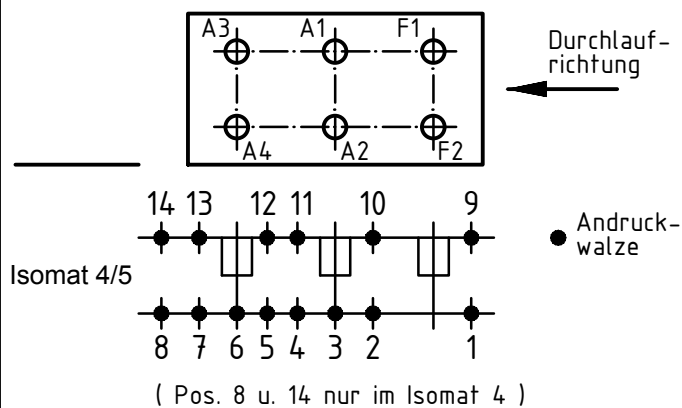 A3 A1 F1
Durchlauf-
richtung
A4 A2 F2
14 13 12 11 10 9
Andruck-
walze
Isomat 4/5
8 7 6 5 4 3 2 1
( Pos. 8 u. 14 nur im Isomat 4 )